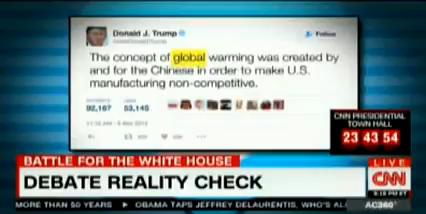 Donald J. Trump
Follow
The concept of global warming was created by
and for the Chinese in order to make U.S.
manufacturing non-competitive.
92,167 53,145
CNN PRESIDENTIAL
TOWN HALL
23 43 54
BATTLE FOR THE WHITE HOUSE
LIVE
DEBATE REALITY CHECK
CNN
MORE THAN 50 YEARS OBAMA TAPS JEFFREY DELAURENTIS, WHO'S AL
AC360°